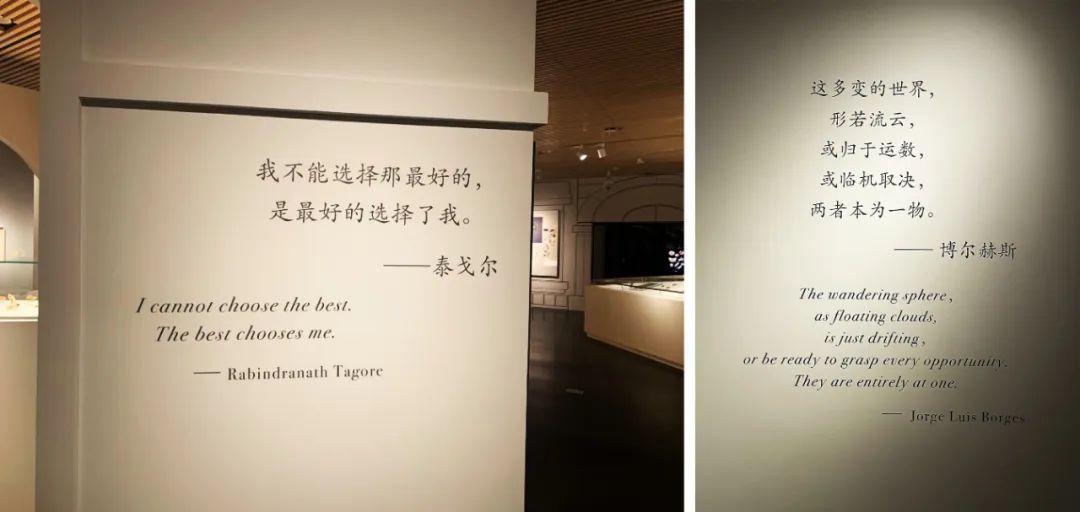 我不能选择那最好的，
是最好的选择了我。
——泰戈尔
I cannot choose the best.
The best chooses me.
— Rabindranath Tagore
这多变的世界，
形若流云，
或归于运数，
或临机取决，
两者本为一物。
——博尔赫斯
The wandering sphere,
as floating clouds,
is just drifting,
or be ready to grasp every opportunity.
They are entirely at one.
— Jorge Luis Borges